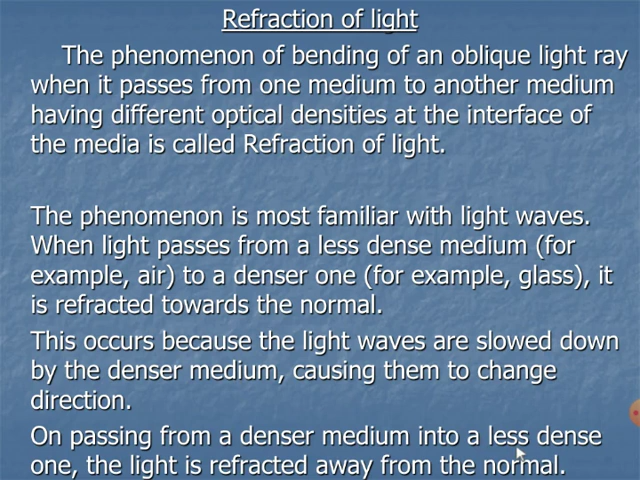 Refraction of light
The phenomenon of bending of an oblique light ray
when it passes from one medium to another medium
having different optical densities at the interface of
the media is called Refraction of light.
The phenomenon is most familiar with light waves.
When light passes from a less dense medium (for
example, air) to a denser one (for example, glass), it
is refracted towards the normal.
This occurs because the light waves are slowed down
by the denser medium, causing them to change
direction.
On passing from a denser medium into a less dense
one, the light is refracted away from the normal.